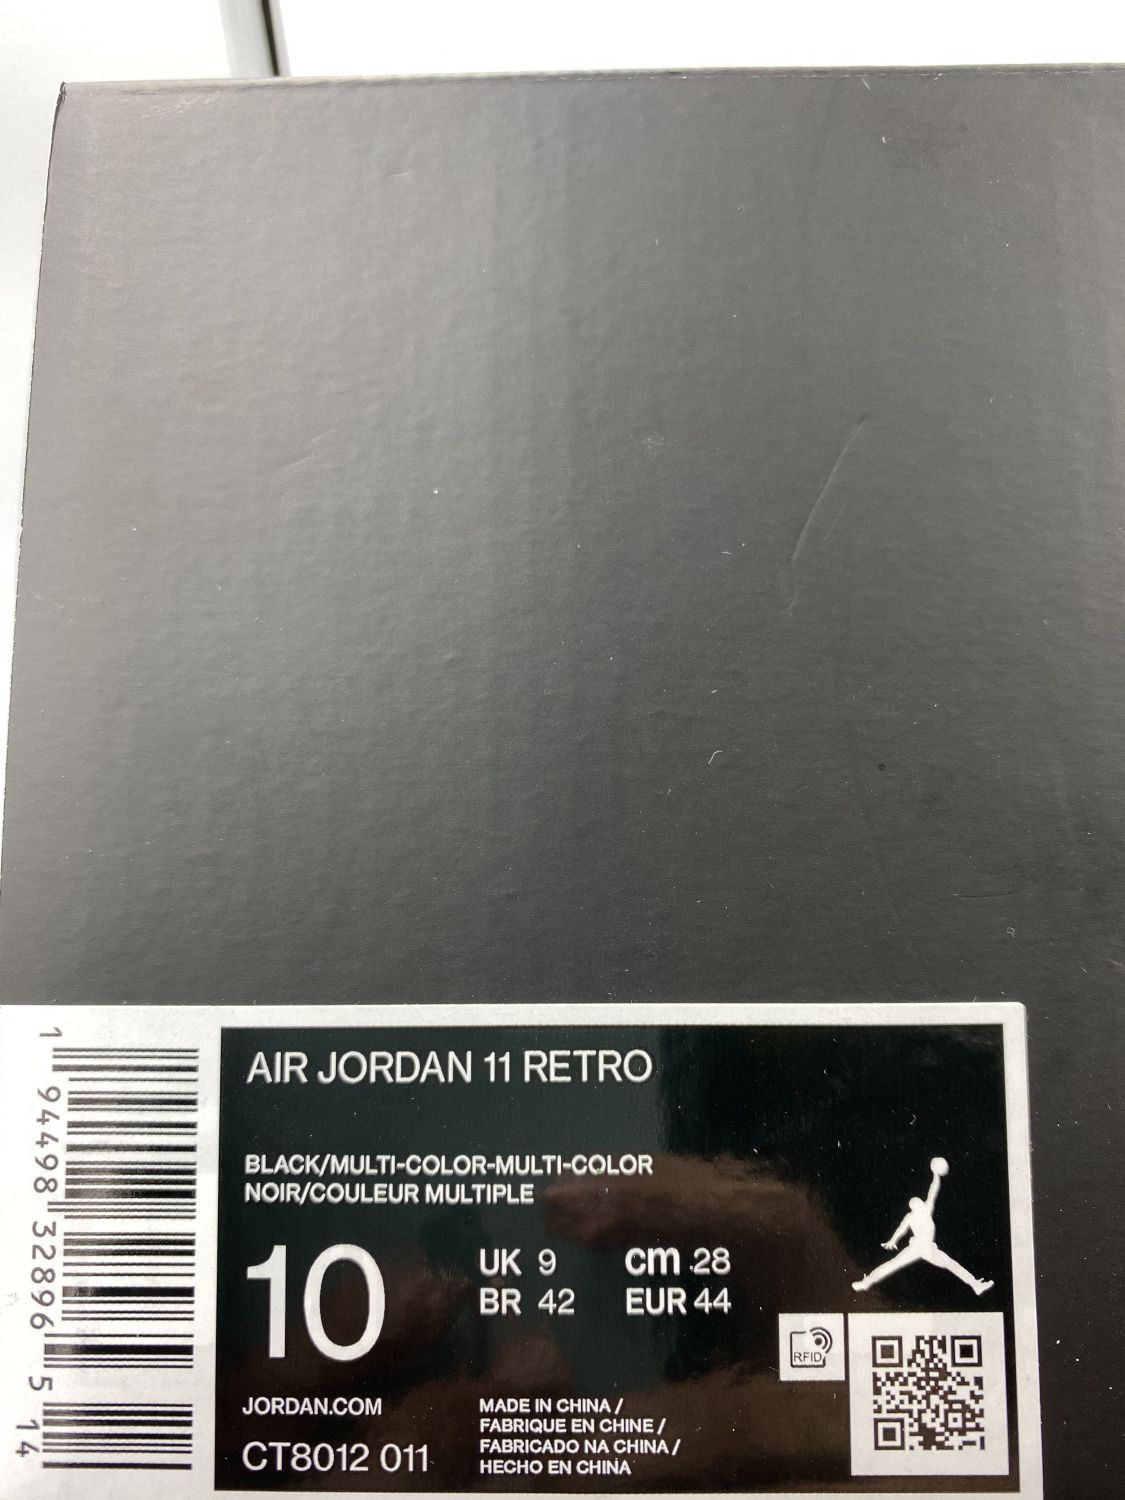 AIR JORDAN 11 RETRO
BLACK/MULTI-COLOR-MULTI-COLOR
NOIR/COULEUR MULTIPLE
10
UK 9
cm 28
BR 42
EUR 44
RFID
JORDAN.COM
CT8012 011
MADE IN CHINA /
FABRIQUE EN CHINE /
FABRICADO NA CHINA /
HECHO EN CHINA
1 94498 32896 5 14